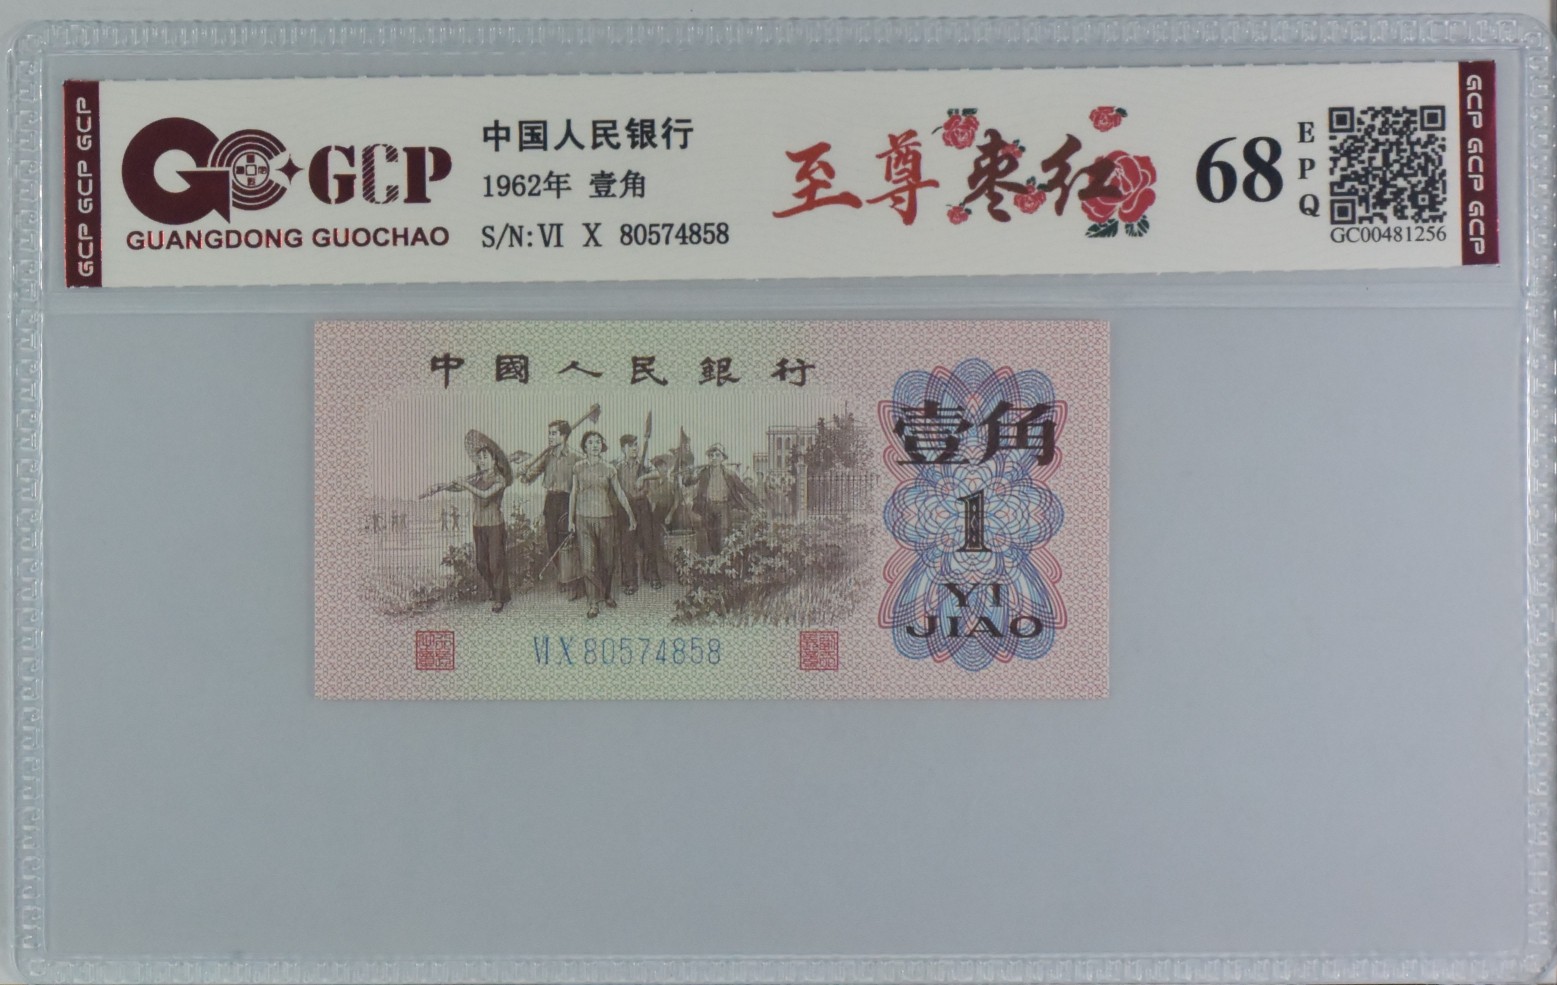 GCP GCP GCP
GCP
GUANGDONG GUOCHAO
中国人民银行
1962年 壹角
S/N:VI X 80574858
至尊枣红
68
EPQ
GC00481256
GCP GCP GCP
中國人民銀行
壹角
1
YI
JIAO
VI X 80574858